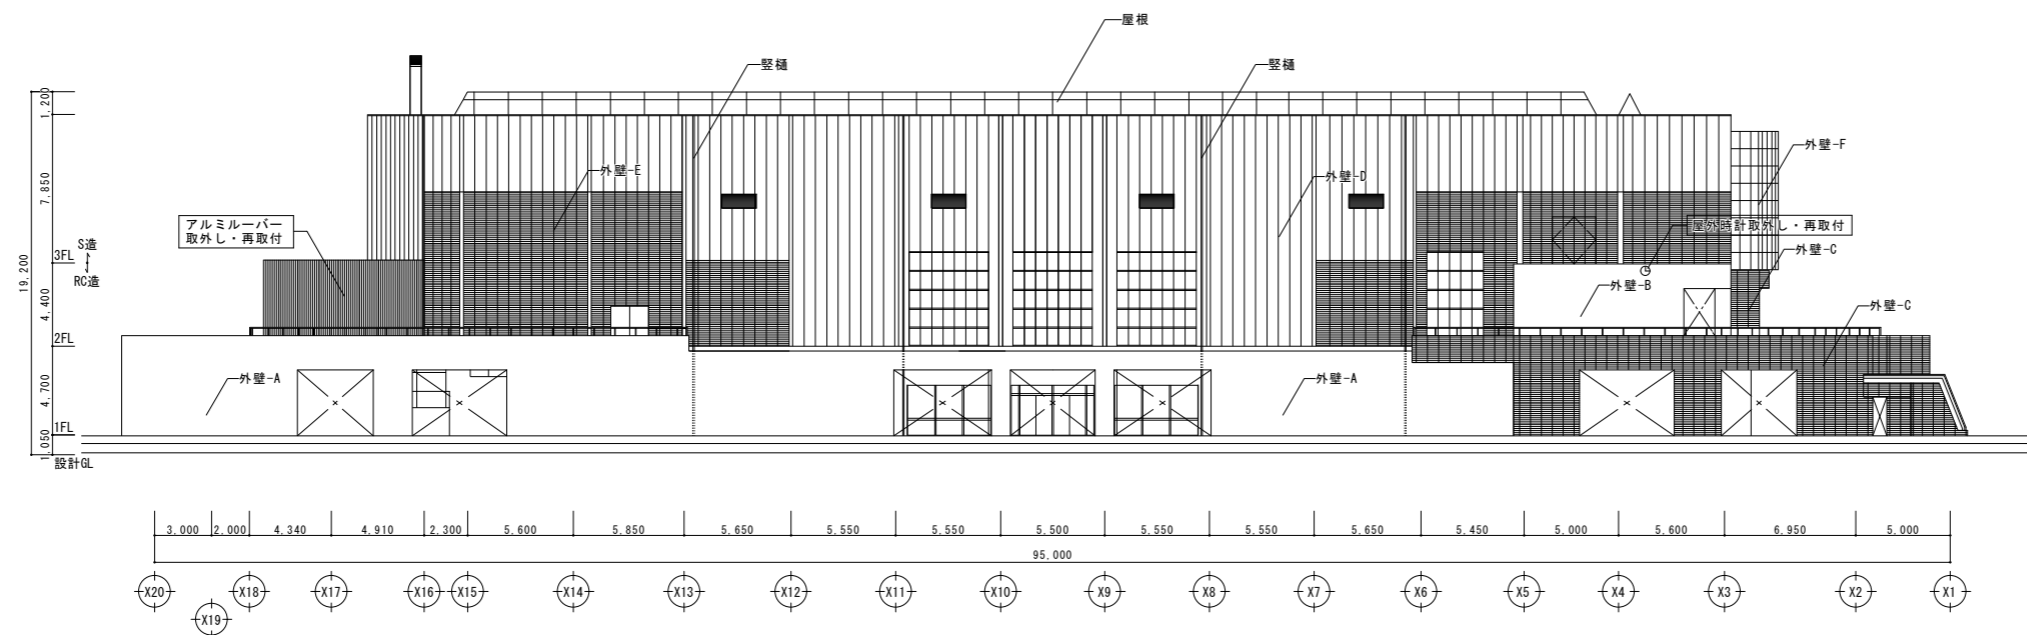 屋根
竪樋
竪樋
外壁-E
外壁-D
外壁-F
アルミルーバー
取外し・再取付
屋外時計取外し・再取付
外壁-C
外壁-B
外壁-C
外壁-A
外壁-A
1,200
7,850
19,200
4,400
4,700
1,050
S造
3FL
RC造
2FL
1FL
設計GL
3,000 2,000 4,340 4,910 2,300 5,600 5,850 5,650 5,550 5,550 5,500 5,550 5,550 5,650 5,450 5,000 5,600 6,950 5,000
95,000
X20 X18 X17 X16 X15 X14 X13 X12 X11 X10 X9 X8 X7 X6 X5 X4 X3 X2 X1
X19